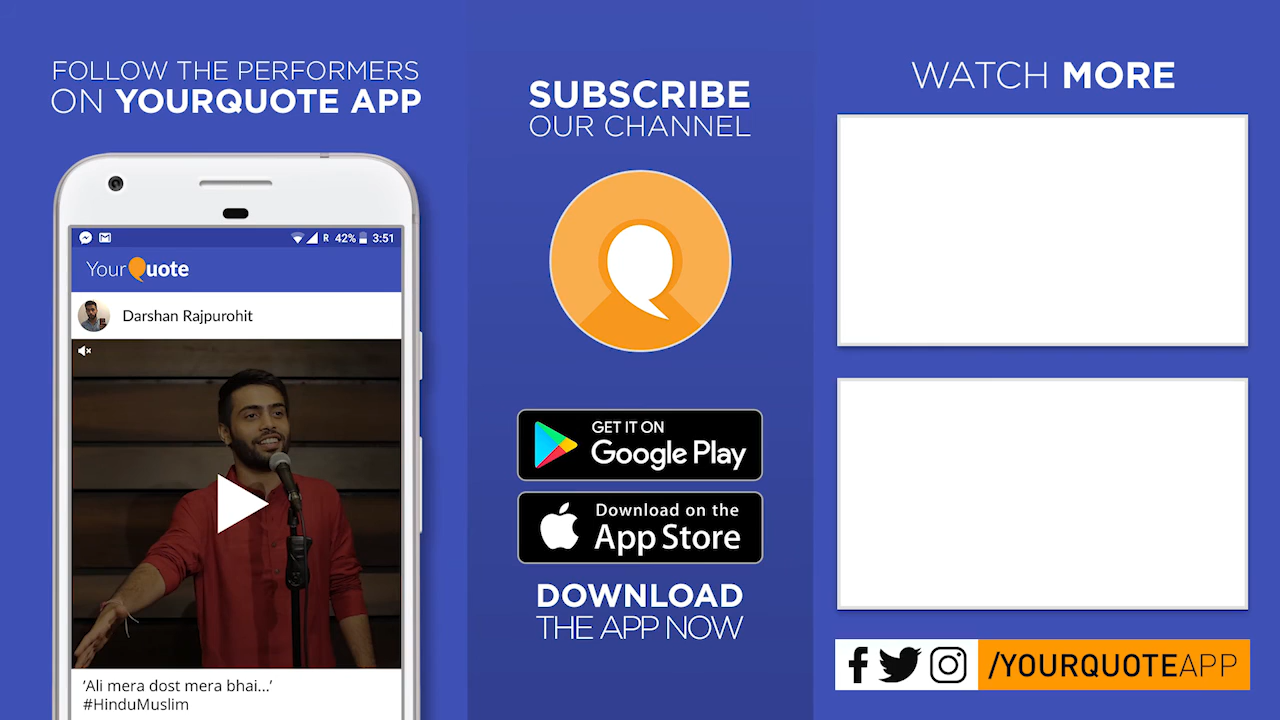 FOLLOW THE PERFORMERS
ON YOURQUOTE APP
R 42% 3:51
YourQuote
Darshan Rajpurohit
'Ali mera dost mera bhai...'
#HinduMuslim
SUBSCRIBE
OUR CHANNEL
GET IT ON
Google Play
Download on the
App Store
DOWNLOAD
THE APP NOW
WATCH MORE
/YOURQUOTEAPP